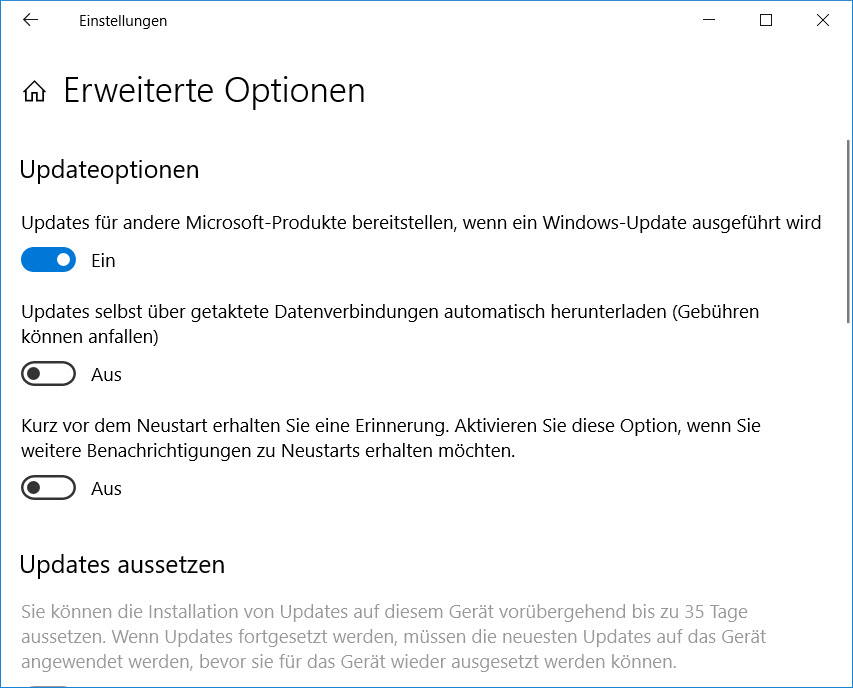 Einstellungen
Erweiterte Optionen
Updateoptionen
Updates für andere Microsoft-Produkte bereitstellen, wenn ein Windows-Update ausgeführt wird
Ein
Updates selbst über getaktete Datenverbindungen automatisch herunterladen (Gebühren
können anfallen)
Aus
Kurz vor dem Neustart erhalten Sie eine Erinnerung. Aktivieren Sie diese Option, wenn Sie
weitere Benachrichtigungen zu Neustarts erhalten möchten.
Aus
Updates aussetzen
Sie können die Installation von Updates auf diesem Gerät vorübergehend bis zu 35 Tage
aussetzen. Wenn Updates fortgesetzt werden, müssen die neuesten Updates auf das Gerät
angewendet werden, bevor sie für das Gerät wieder ausgesetzt werden können.